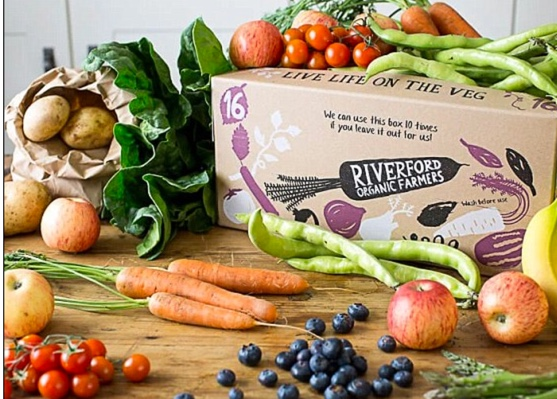 LIVE LIFE ON THE VEG
16
16
We can use this box 10 times
if you leave it out for us!
RIVERFORD
ORGANIC FARMERS
Wash before use